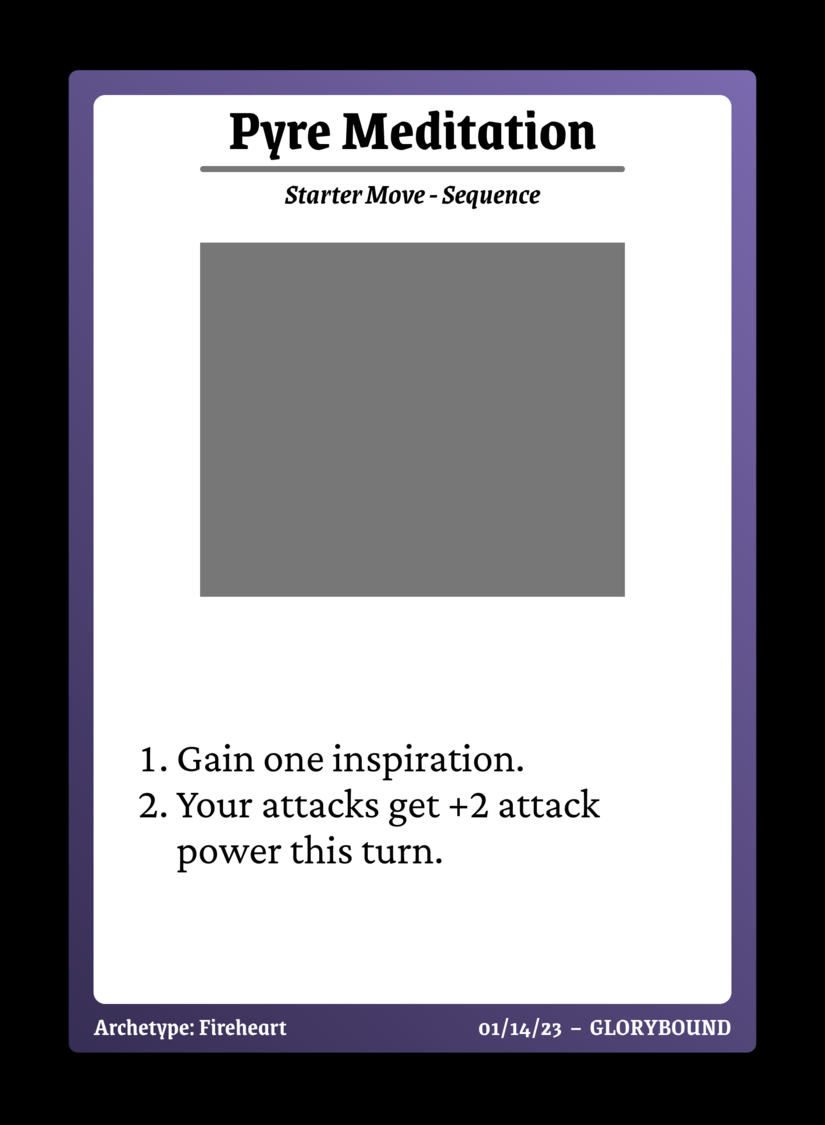 Pyre Meditation
Starter Move - Sequence
1. Gain one inspiration.
2. Your attacks get +2 attack
power this turn.
Archetype: Fireheart
01/14/23 – GLORYBOUND